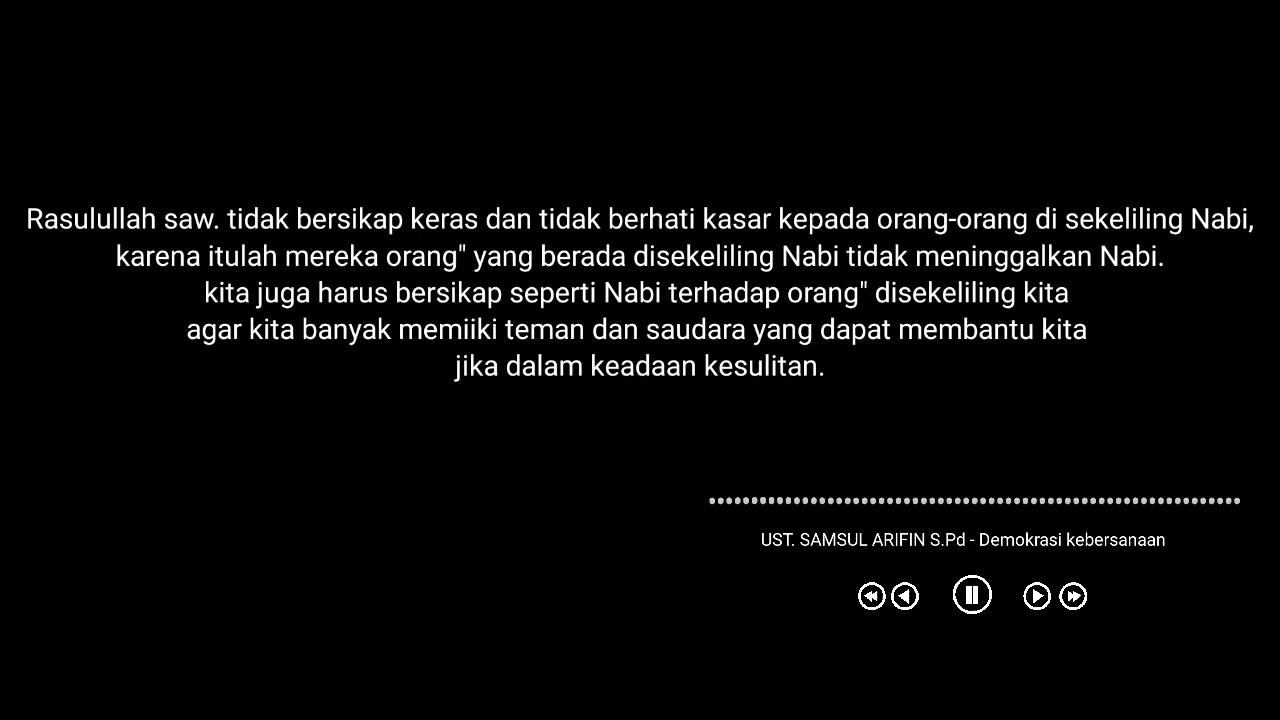 Rasulullah saw. tidak bersikap keras dan tidak berhati kasar kepada orang-orang di sekeliling Nabi,
karena itulah mereka orang" yang berada disekeliling Nabi tidak meninggalkan Nabi.
kita juga harus bersikap seperti Nabi terhadap orang" disekeliling kita
agar kita banyak memiiki teman dan saudara yang dapat membantu kita
jika dalam keadaan kesulitan.
UST. SAMSUL ARIFIN S.Pd - Demokrasi kebersanaan